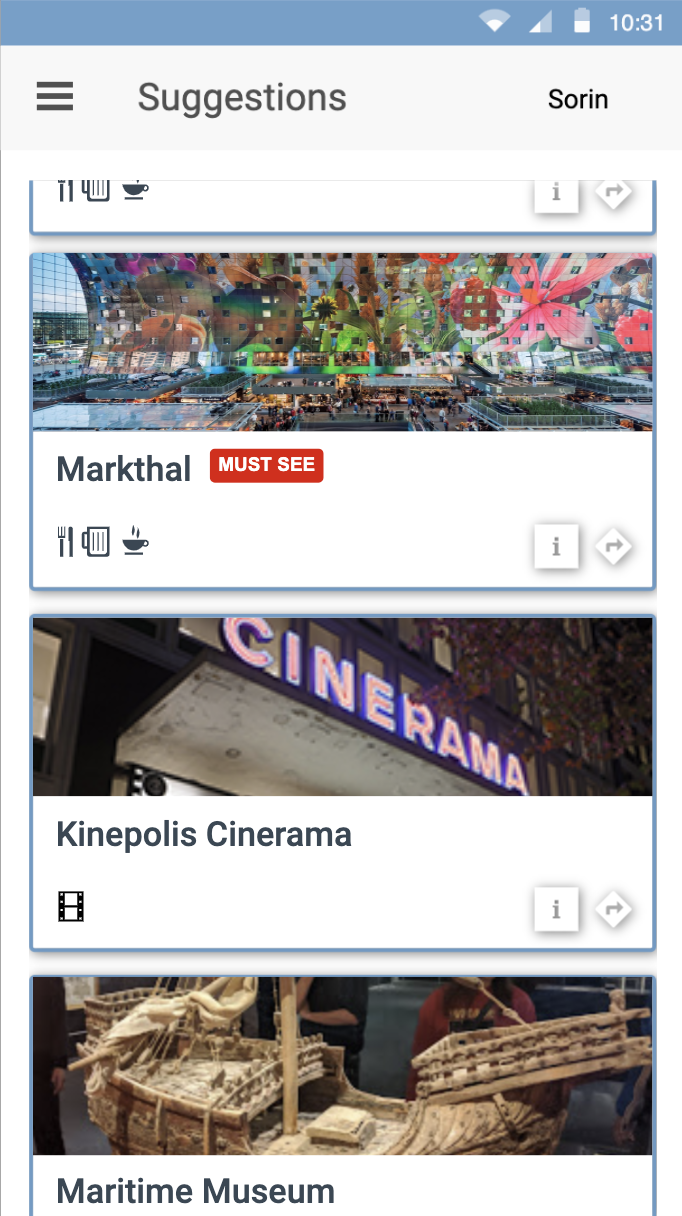 10:31
Suggestions
Sorin
i
Markthal
MUST SEE
i
CINERAMA
Kinepolis Cinerama
i
Maritime Museum